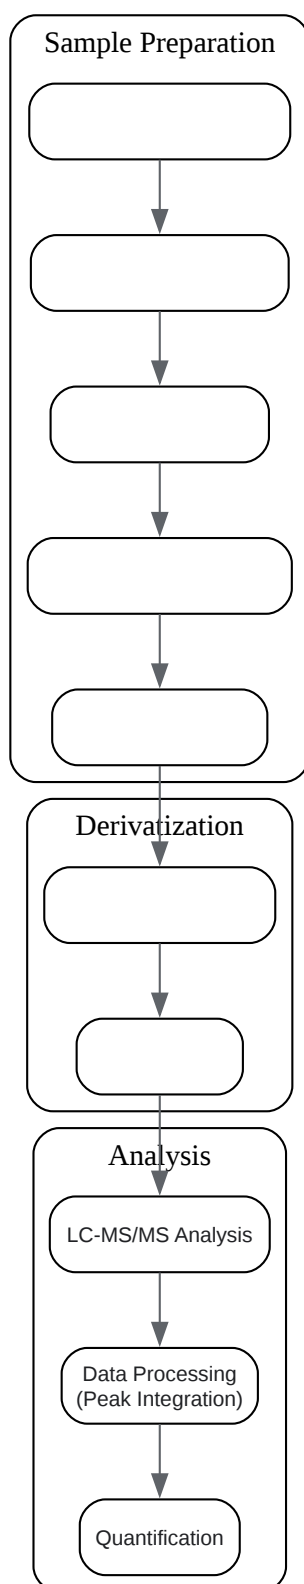 Sample Preparation
Derivatization
Analysis
LC-MS/MS Analysis
Data Processing
(Peak Integration)
Quantification